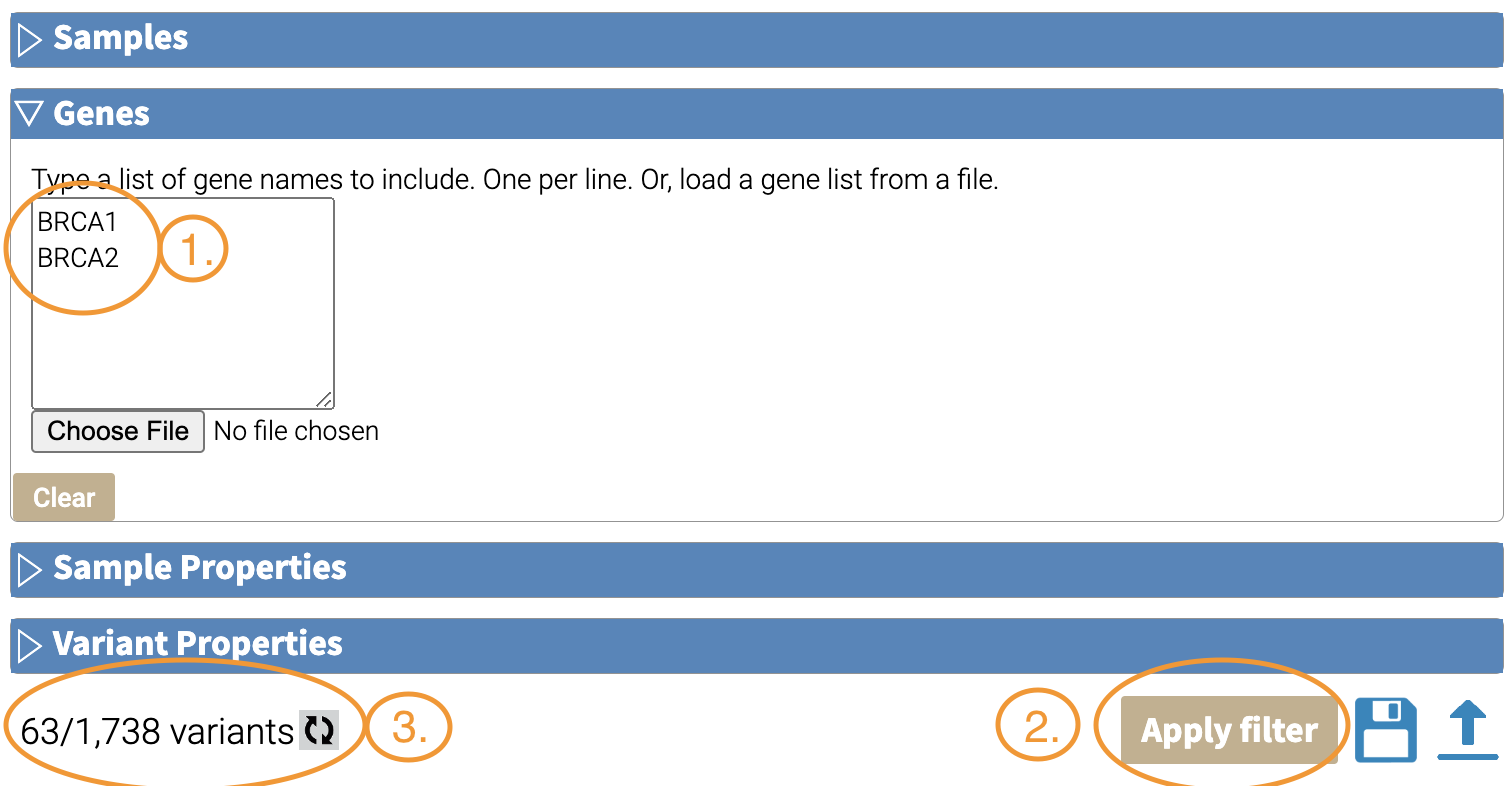 Samples
Genes
Type a list of gene names to include. One per line. Or, load a gene list from a file.
BRCA1
BRCA2
1.
Choose File No file chosen
Clear
Sample Properties
Variant Properties
63/1,738 variants
3.
2.
Apply filter